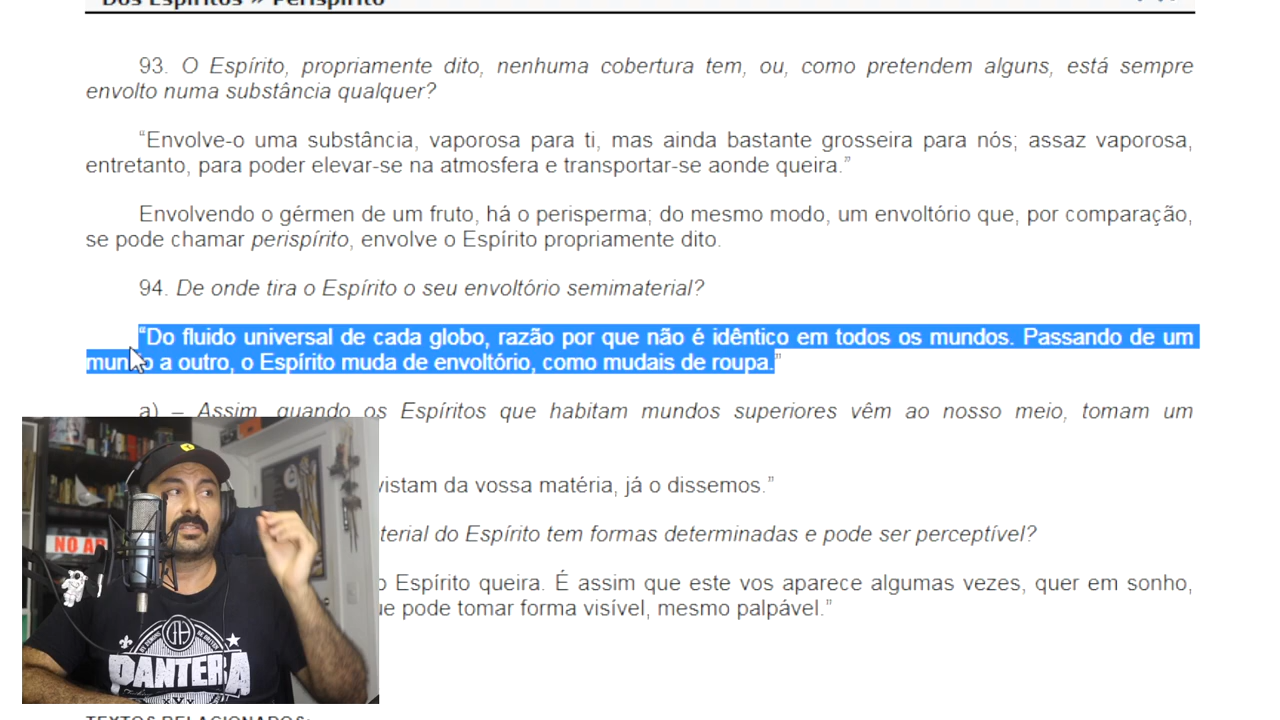 Dos Espíritos » Perispírito
93. O Espírito, propriamente dito, nenhuma cobertura tem, ou, como pretendem alguns, está sempre
envolto numa substância qualquer?
“Envolve-o uma substância, vaporosa para ti, mas ainda bastante grosseira para nós; assaz vaporosa,
entretanto, para poder elevar-se na atmosfera e transportar-se aonde queira.”
Envolvendo o gérmen de um fruto, há o perisperma; do mesmo modo, um envoltório que, por comparação,
se pode chamar perispírito, envolve o Espírito propriamente dito.
94. De onde tira o Espírito o seu envoltório semimaterial?
“Do fluido universal de cada globo, razão por que não é idêntico em todos os mundos. Passando de um
mundo a outro, o Espírito muda de envoltório, como mudais de roupa.”
a) – Assim, quando os Espíritos que habitam mundos superiores vêm ao nosso meio, tomam um
vistam da vossa matéria, já o dissemos.”
terial do Espírito tem formas determinadas e pode ser perceptível?
o Espírito queira. É assim que este vos aparece algumas vezes, quer em sonho,
ue pode tomar forma visível, mesmo palpável.”
NO AR
PANTERA
TEXTOS RELACIONADOS: